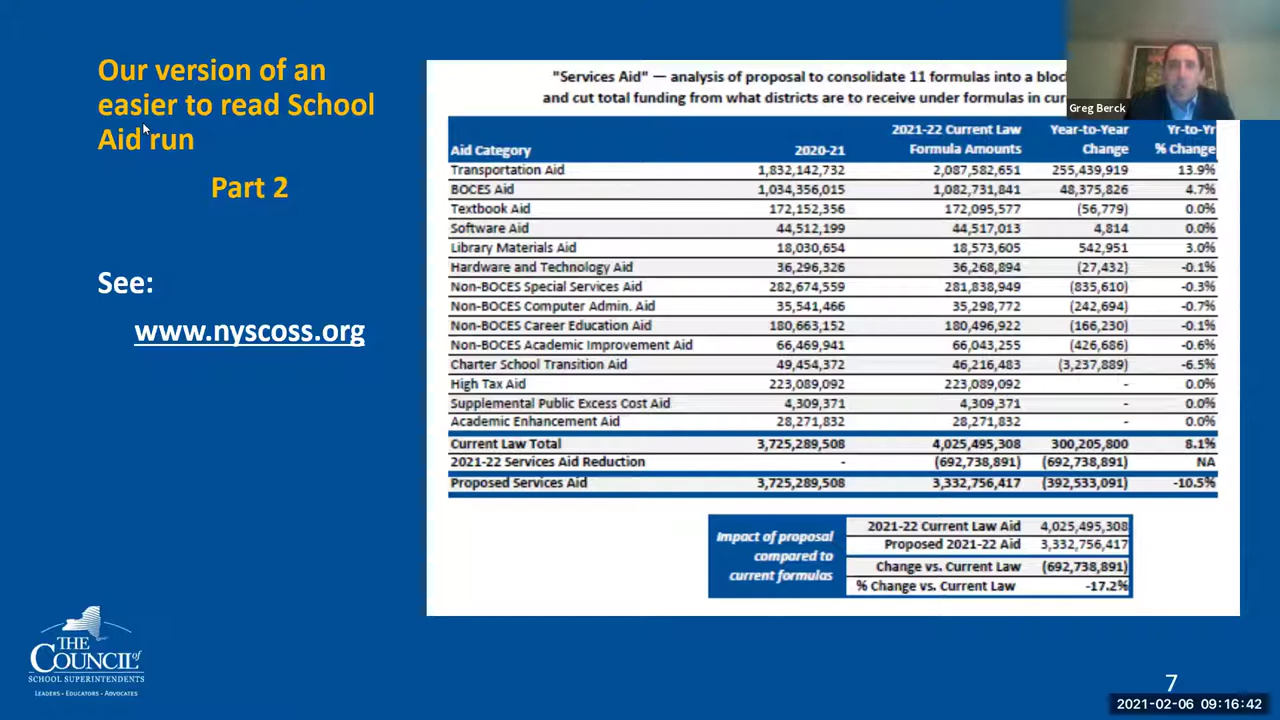 Our version of an
easier to read School
Aid run
Part 2
See:
www.nyscoss.org
"Services Aid" — analysis of proposal to consolidate 11 formulas into a
and cut total funding from what districts are to receive under formulas in
Greg Berck
Aid Category 2020-21 2021-22 Current Law Formula Amounts Year-to-Year Change Yr-to-Yr % Change
Transportation Aid 1,832,142,732 2,087,582,651 255,439,919 13.9%
BOCES Aid 1,034,356,015 1,082,731,841 48,375,826 4.7%
Textbook Aid 172,152,356 172,095,577 (56,779) 0.0%
Software Aid 44,512,199 44,517,013 4,814 0.0%
Library Materials Aid 18,030,654 18,573,605 542,951 3.0%
Hardware and Technology Aid 36,296,326 36,268,894 (27,432) -0.1%
Non-BOCES Special Services Aid 282,674,559 281,838,949 (835,610) -0.3%
Non-BOCES Computer Admin. Aid 35,541,466 35,298,772 (242,694) -0.7%
Non-BOCES Career Education Aid 180,663,152 180,496,922 (166,230) -0.1%
Non-BOCES Academic Improvement Aid 66,469,941 66,043,255 (426,686) -0.6%
Charter School Transition Aid 49,454,372 46,216,483 (3,237,889) -6.5%
High Tax Aid 223,089,092 223,089,092 - 0.0%
Supplemental Public Excess Cost Aid 4,309,371 4,309,371 - 0.0%
Academic Enhancement Aid 28,271,832 28,271,832 - 0.0%
Current Law Total 3,725,289,508 4,025,495,308 300,205,800 8.1%
2021-22 Services Aid Reduction - (692,738,891) (692,738,891) NA
Proposed Services Aid 3,725,289,508 3,332,756,417 (392,533,091) -10.5%
Impact of proposal
compared to
current formulas
2021-22 Current Law Aid 4,025,495,308
Proposed 2021-22 Aid 3,332,756,417
Change vs. Current Law (692,738,891)
% Change vs. Current Law -17.2%
THE
COUNCIL of
SCHOOL SUPERINTENDENTS
LEADERS • EDUCATORS • ADVOCATES
7
2021-02-06 09:16:42